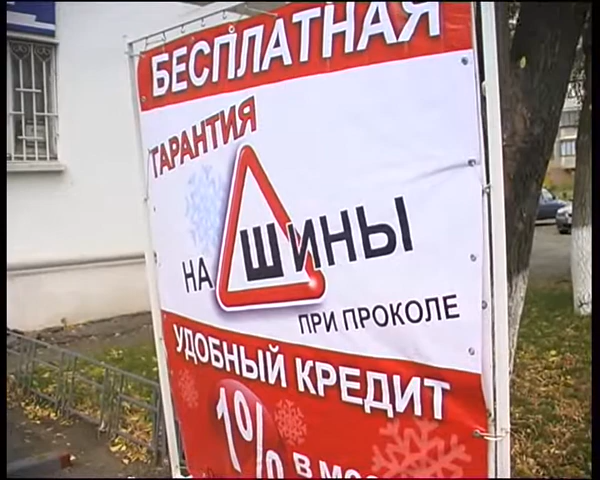 БЕСПЛАТНАЯ
ГАРАНТИЯ
НА ШИНЫ
ПРИ ПРОКОЛЕ
УДОБНЫЙ КРЕДИТ
1%
В